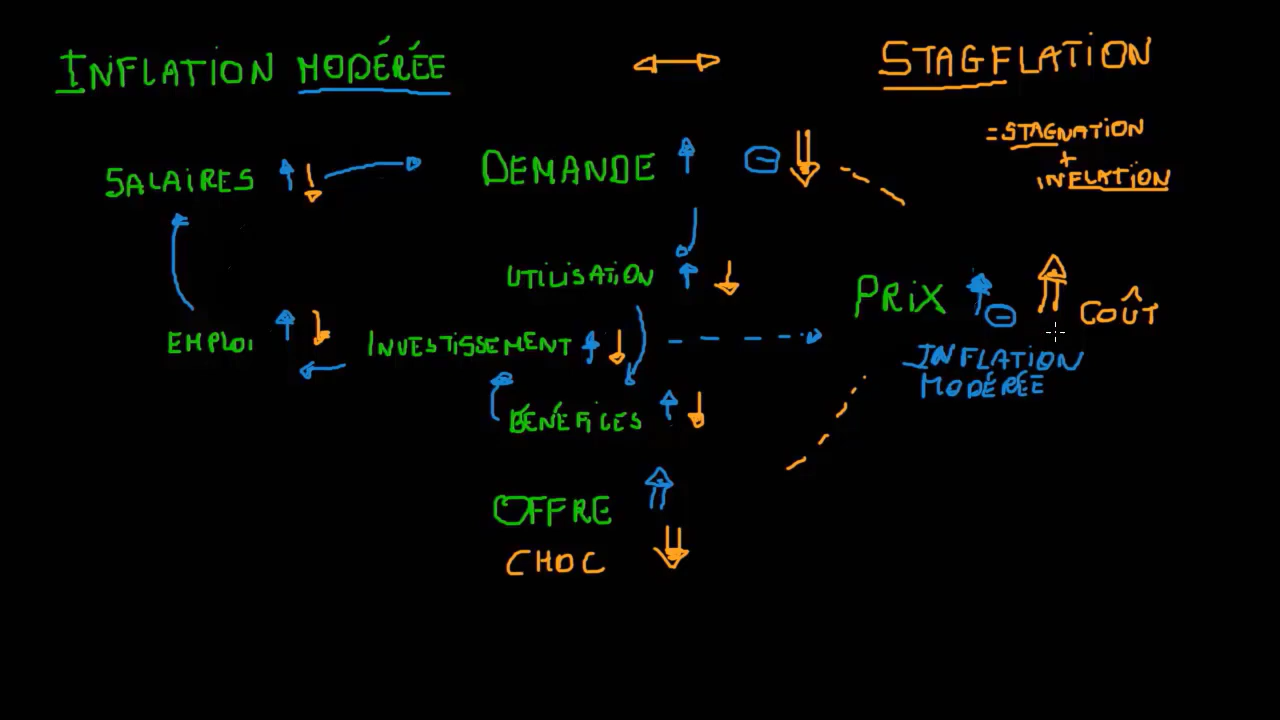 INFLATION MODÉRÉE
STAGFLATION
= STAGNATION
+
INFLATION
SALAIRES
DEMANDE
UTILISATION
PRIX
COÛT
EMPLOI
INVESTISSEMENT
INFLATION
MODÉRÉE
BÉNÉFICES
OFFRE
CHOC